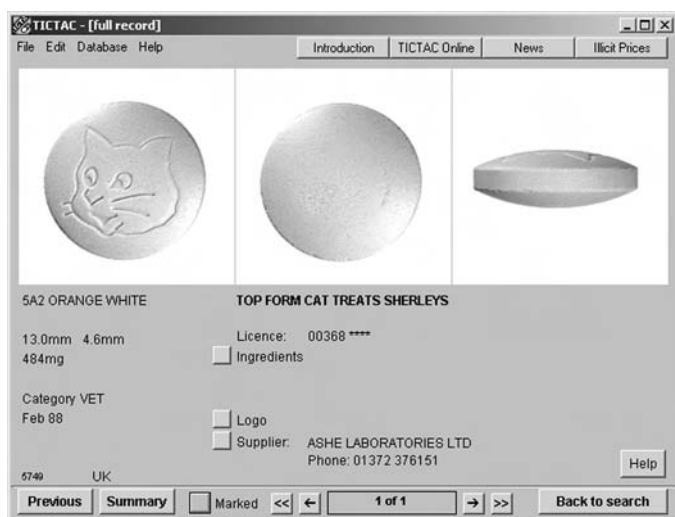 TICTAC - [full record]
File Edit Database Help
Introduction TICTAC Online News Illicit Prices
5A2 ORANGE WHITE TOP FORM CAT TREATS SHERLEYS
13.0mm 4.6mm Licence: 00368 ****
484mg Ingredients
Category VET
Feb 88 Logo
Supplier: ASHE LABORATORIES LTD
Phone: 01372 376151
Help
5749 UK
Previous Summary Marked << ← 1 of 1 → >> Back to search